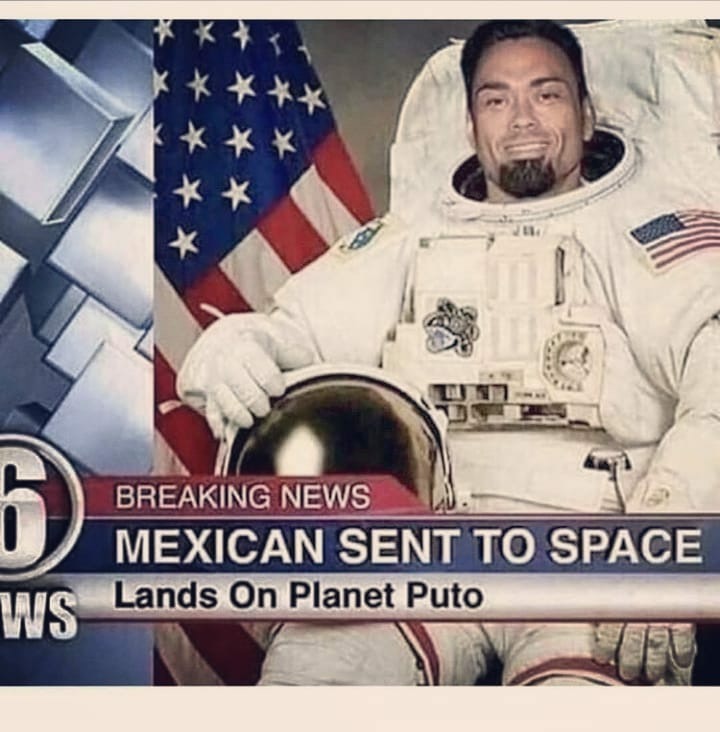 BREAKING NEWS
MEXICAN SENT TO SPACE
Lands On Planet Puto
6
WS